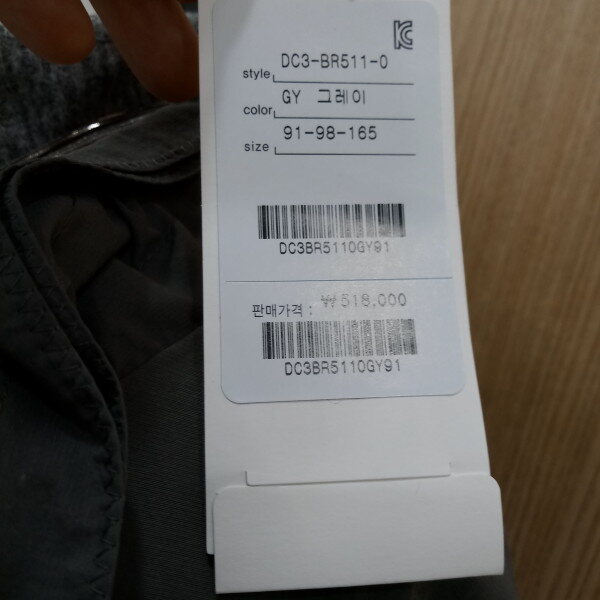 style DC3-BR511-0
color GY 그레이
size 91-98-165
DC3BR5110GY91
판매가격 : ₩518,000
DC3BR5110GY91